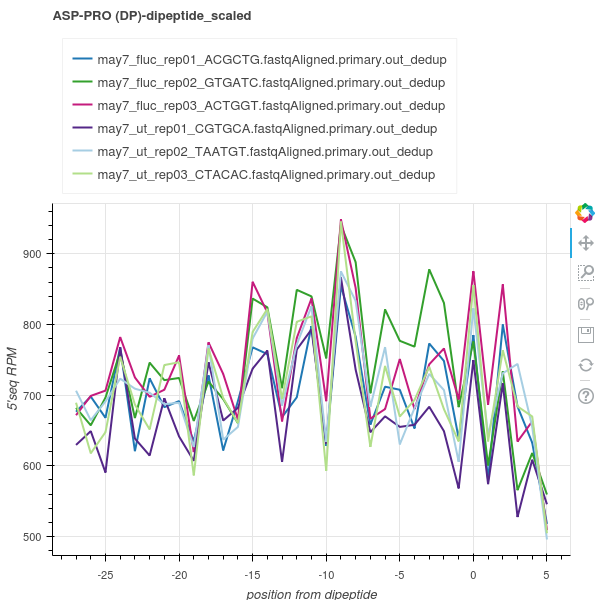 ASP-PRO (DP)-dipeptide_scaled
may7_fluc_rep01_ACGCTG.fastqAligned.primary.out_dedup
may7_fluc_rep02_GTGATC.fastqAligned.primary.out_dedup
may7_fluc_rep03_ACTGGT.fastqAligned.primary.out_dedup
may7_ut_rep01_CGTGCA.fastqAligned.primary.out_dedup
may7_ut_rep02_TAATGT.fastqAligned.primary.out_dedup
may7_ut_rep03_CTACAC.fastqAligned.primary.out_dedup
900
800
700
600
500
5'seq RPM
-25 -20 -15 -10 -5 0 5
position from dipeptide